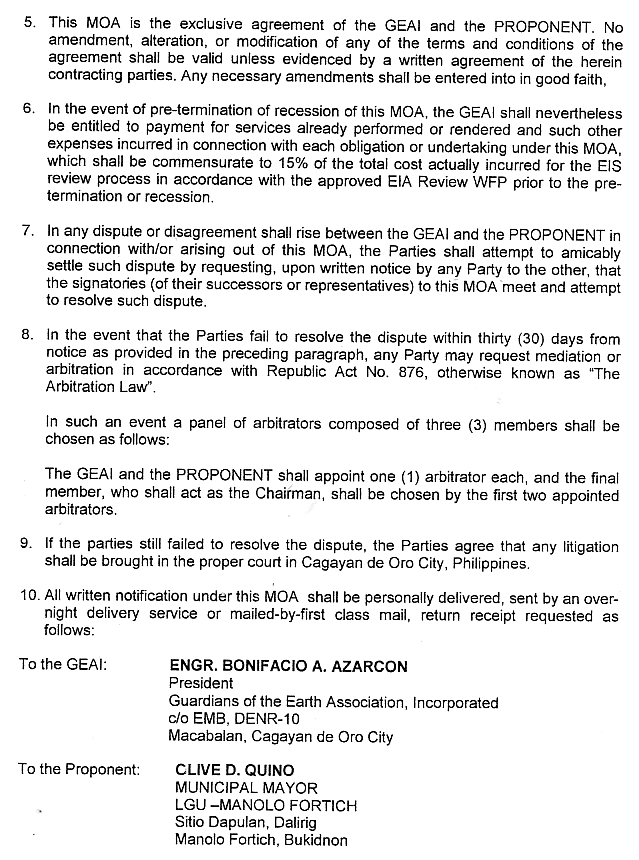 5. This MOA is the exclusive agreement of the GEAI and the PROPONENT. No
amendment, alteration, or modification of any of the terms and conditions of the
agreement shall be valid unless evidenced by a written agreement of the herein
contracting parties. Any necessary amendments shall be entered into in good faith,
6. In the event of pre-termination of recession of this MOA, the GEAI shall nevertheless
be entitled to payment for services already performed or rendered and such other
expenses incurred in connection with each obligation or undertaking under this MOA,
which shall be commensurate to 15% of the total cost actually incurred for the EIS
review process in accordance with the approved EIA Review WFP prior to the pre-
termination or recession.
7. In any dispute or disagreement shall rise between the GEAI and the PROPONENT in
connection with/or arising out of this MOA, the Parties shall attempt to amicably
settle such dispute by requesting, upon written notice by any Party to the other, that
the signatories (of their successors or representatives) to this MOA meet and attempt
to resolve such dispute.
8. In the event that the Parties fail to resolve the dispute within thirty (30) days from
notice as provided in the preceding paragraph, any Party may request mediation or
arbitration in accordance with Republic Act No. 876, otherwise known as “The
Arbitration Law”.
In such an event a panel of arbitrators composed of three (3) members shall be
chosen as follows:
The GEAI and the PROPONENT shall appoint one (1) arbitrator each, and the final
member, who shall act as the Chairman, shall be chosen by the first two appointed
arbitrators.
9. If the parties still failed to resolve the dispute, the Parties agree that any litigation
shall be brought in the proper court in Cagayan de Oro City, Philippines.
10. All written notification under this MOA shall be personally delivered, sent by an over-
night delivery service or mailed-by-first class mail, return receipt requested as
follows:
To the GEAI: ENGR. BONIFACIO A. AZARCON
President
Guardians of the Earth Association, Incorporated
c/o EMB, DENR-10
Macabalan, Cagayan de Oro City
To the Proponent: CLIVE D. QUINO
MUNICIPAL MAYOR
LGU –MANOLO FORTICH
Sitio Dapulan, Dalirig
Manolo Fortich, Bukidnon